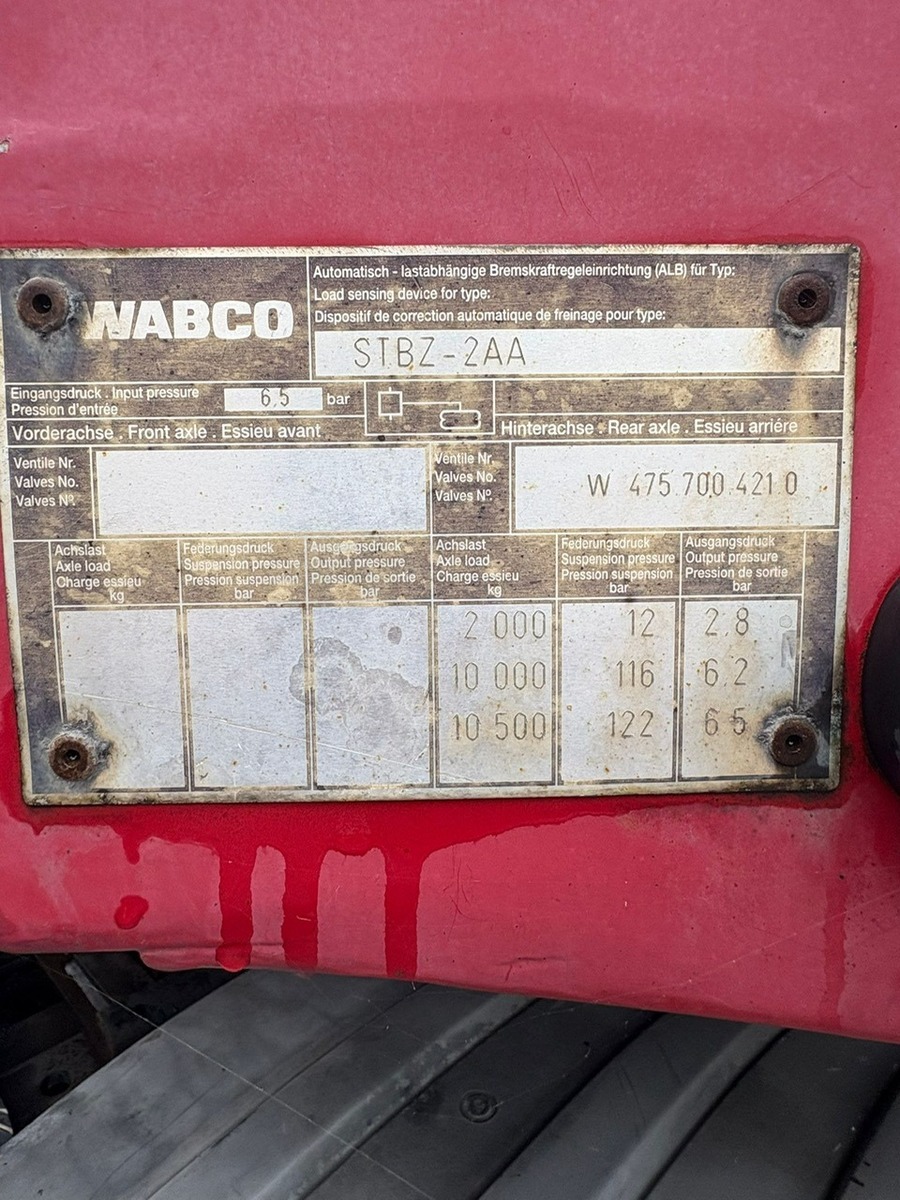 WABCO
Automatisch - lastabhängige Bremskraftregeleinrichtung (ALB) für Typ:
Load sensing device for type:
Dispositif de correction automatique de freinage pour type:
STBZ-2AA
Eingangsdruck . Input pressure
Pression d'entrée
6,5 bar
Vorderachse . Front axle . Essieu avant
Hinterachse . Rear axle . Essieu arriére
Ventile Nr.
Valves No.
Valves Nº.
Ventile Nr.
Valves No.
Valves Nº.
W 475 700 421 0
Achslast
Axle load
Charge essieu
kg
Federungsdruck
Suspension pressure
Pression suspension
bar
Ausgangsdruck
Output pressure
Pression de sortie
bar
Achslast
Axle load
Charge essieu
kg
Federungsdruck
Suspension pressure
Pression suspension
bar
Ausgangsdruck
Output pressure
Pression de sortie
bar
2 000 12 2.8
10 000 116 6.2
10 500 122 6.5